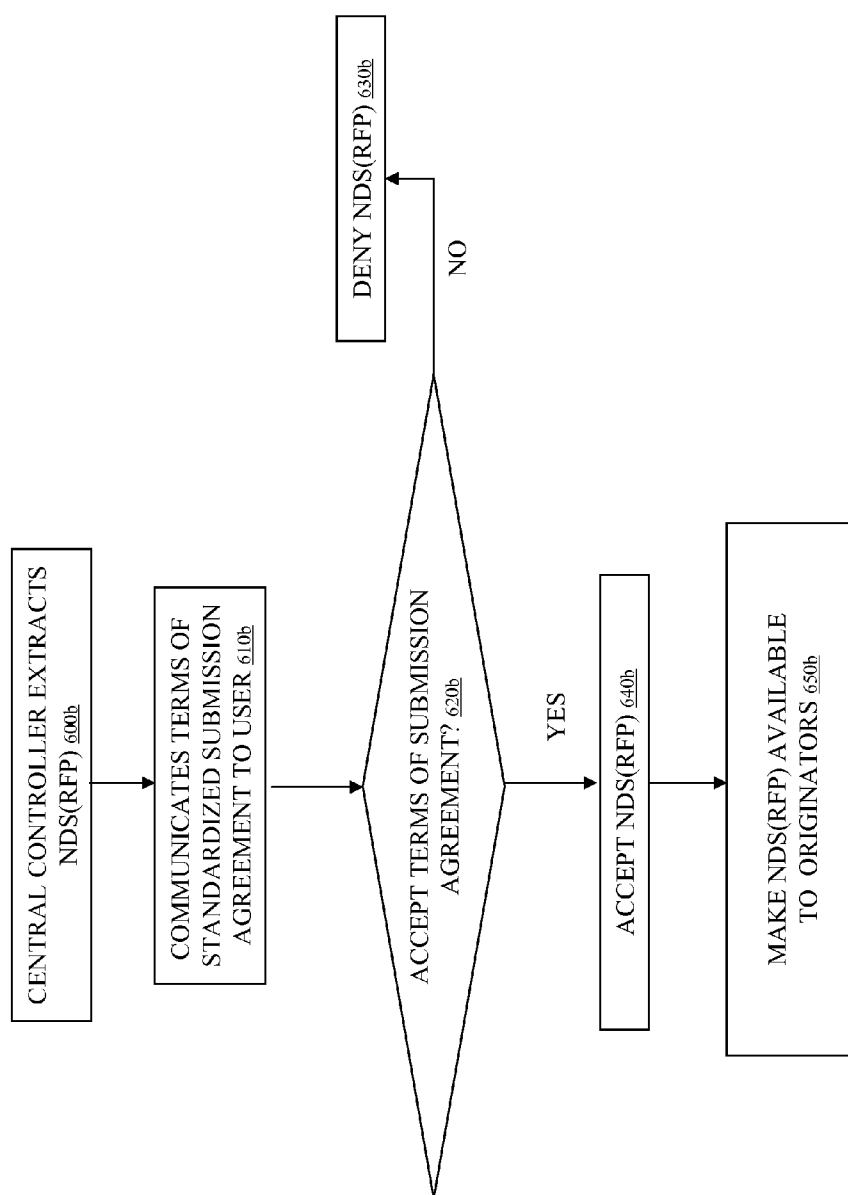 CENTRAL CONTROLLER EXTRACTS
NDS(RFP) 600b
COMMUNICATES TERMS OF
STANDARDIZED SUBMISSION
AGREEMENT TO USER 610b
ACCEPT TERMS OF SUBMISSION
AGREEMENT? 620b
NO
DENY NDS(RFP) 630b
YES
ACCEPT NDS(RFP) 640b
MAKE NDS(RFP) AVAILABLE
TO ORIGINATORS 650b